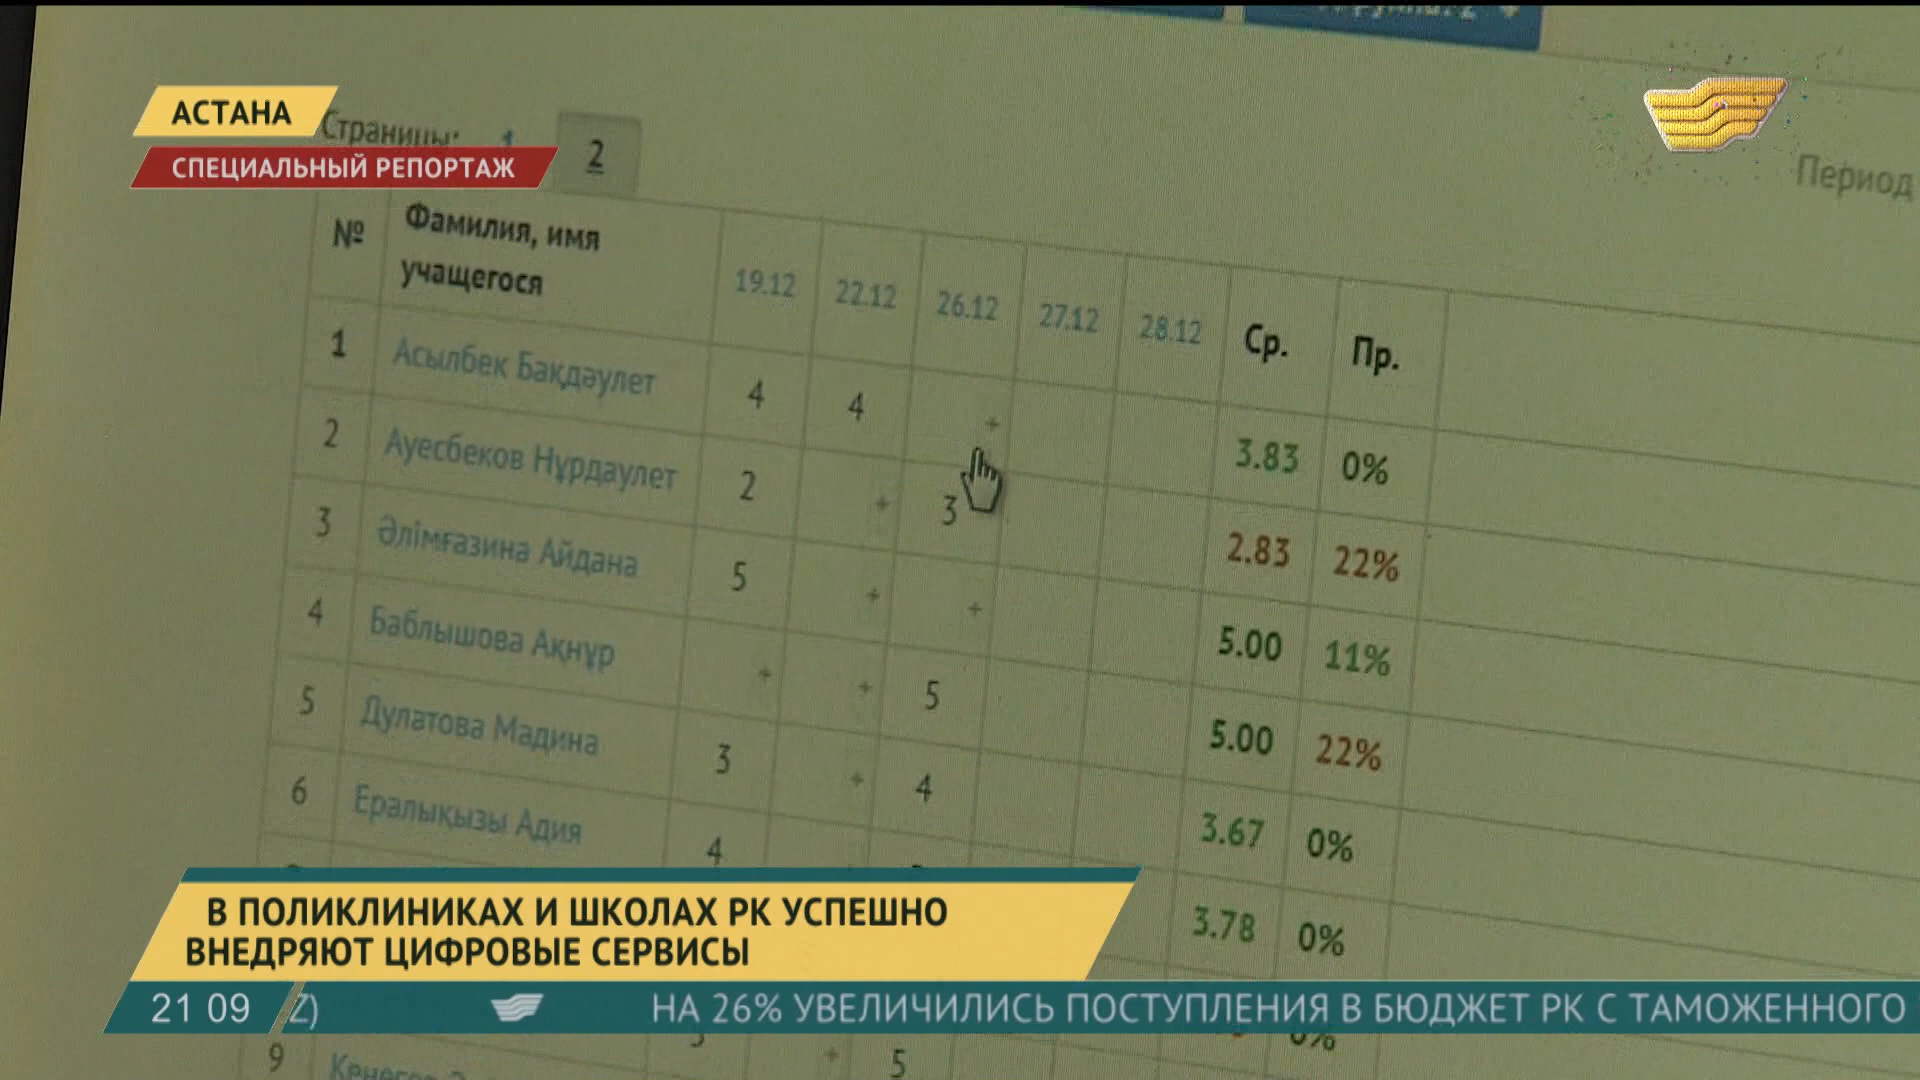 АСТАНА
СПЕЦИАЛЬНЫЙ РЕПОРТАЖ
Страницы: 1 2
Период
№ Фамилия, имя учащегося 19.12 22.12 26.12 27.12 28.12 Ср. Пр.
1 Асылбек Бақдәулет 4 4 + 3.83 0%
2 Ауесбеков Нұрдаулет 2 + 3 2.83 22%
3 Әлімғазина Айдана 5 + + 5.00 11%
4 Баблышова Ақнұр + + 5 5.00 22%
5 Дулатова Мадина 3 + 4 3.67 0%
6 Ералықызы Адия 4 3.78 0%
9 + 5
В ПОЛИКЛИНИКАХ И ШКОЛАХ РК УСПЕШНО
ВНЕДРЯЮТ ЦИФРОВЫЕ СЕРВИСЫ
21 09 Z) НА 26% УВЕЛИЧИЛИСЬ ПОСТУПЛЕНИЯ В БЮДЖЕТ РК С ТАМОЖЕННОГО